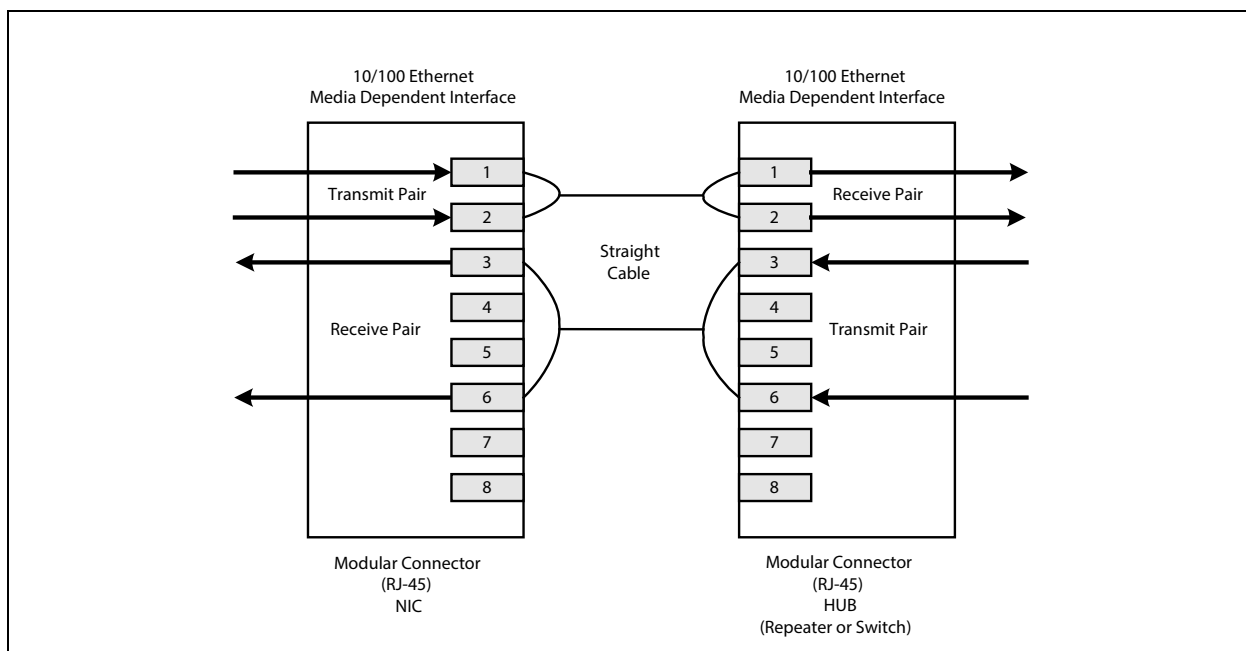 10/100 Ethernet
Media Dependent Interface
1
Transmit Pair
2
3
4
Receive Pair
5
6
7
8
Modular Connector
(RJ-45)
NIC
Straight
Cable
10/100 Ethernet
Media Dependent Interface
1
Receive Pair
2
3
4
Transmit Pair
5
6
7
8
Modular Connector
(RJ-45)
HUB
(Repeater or Switch)